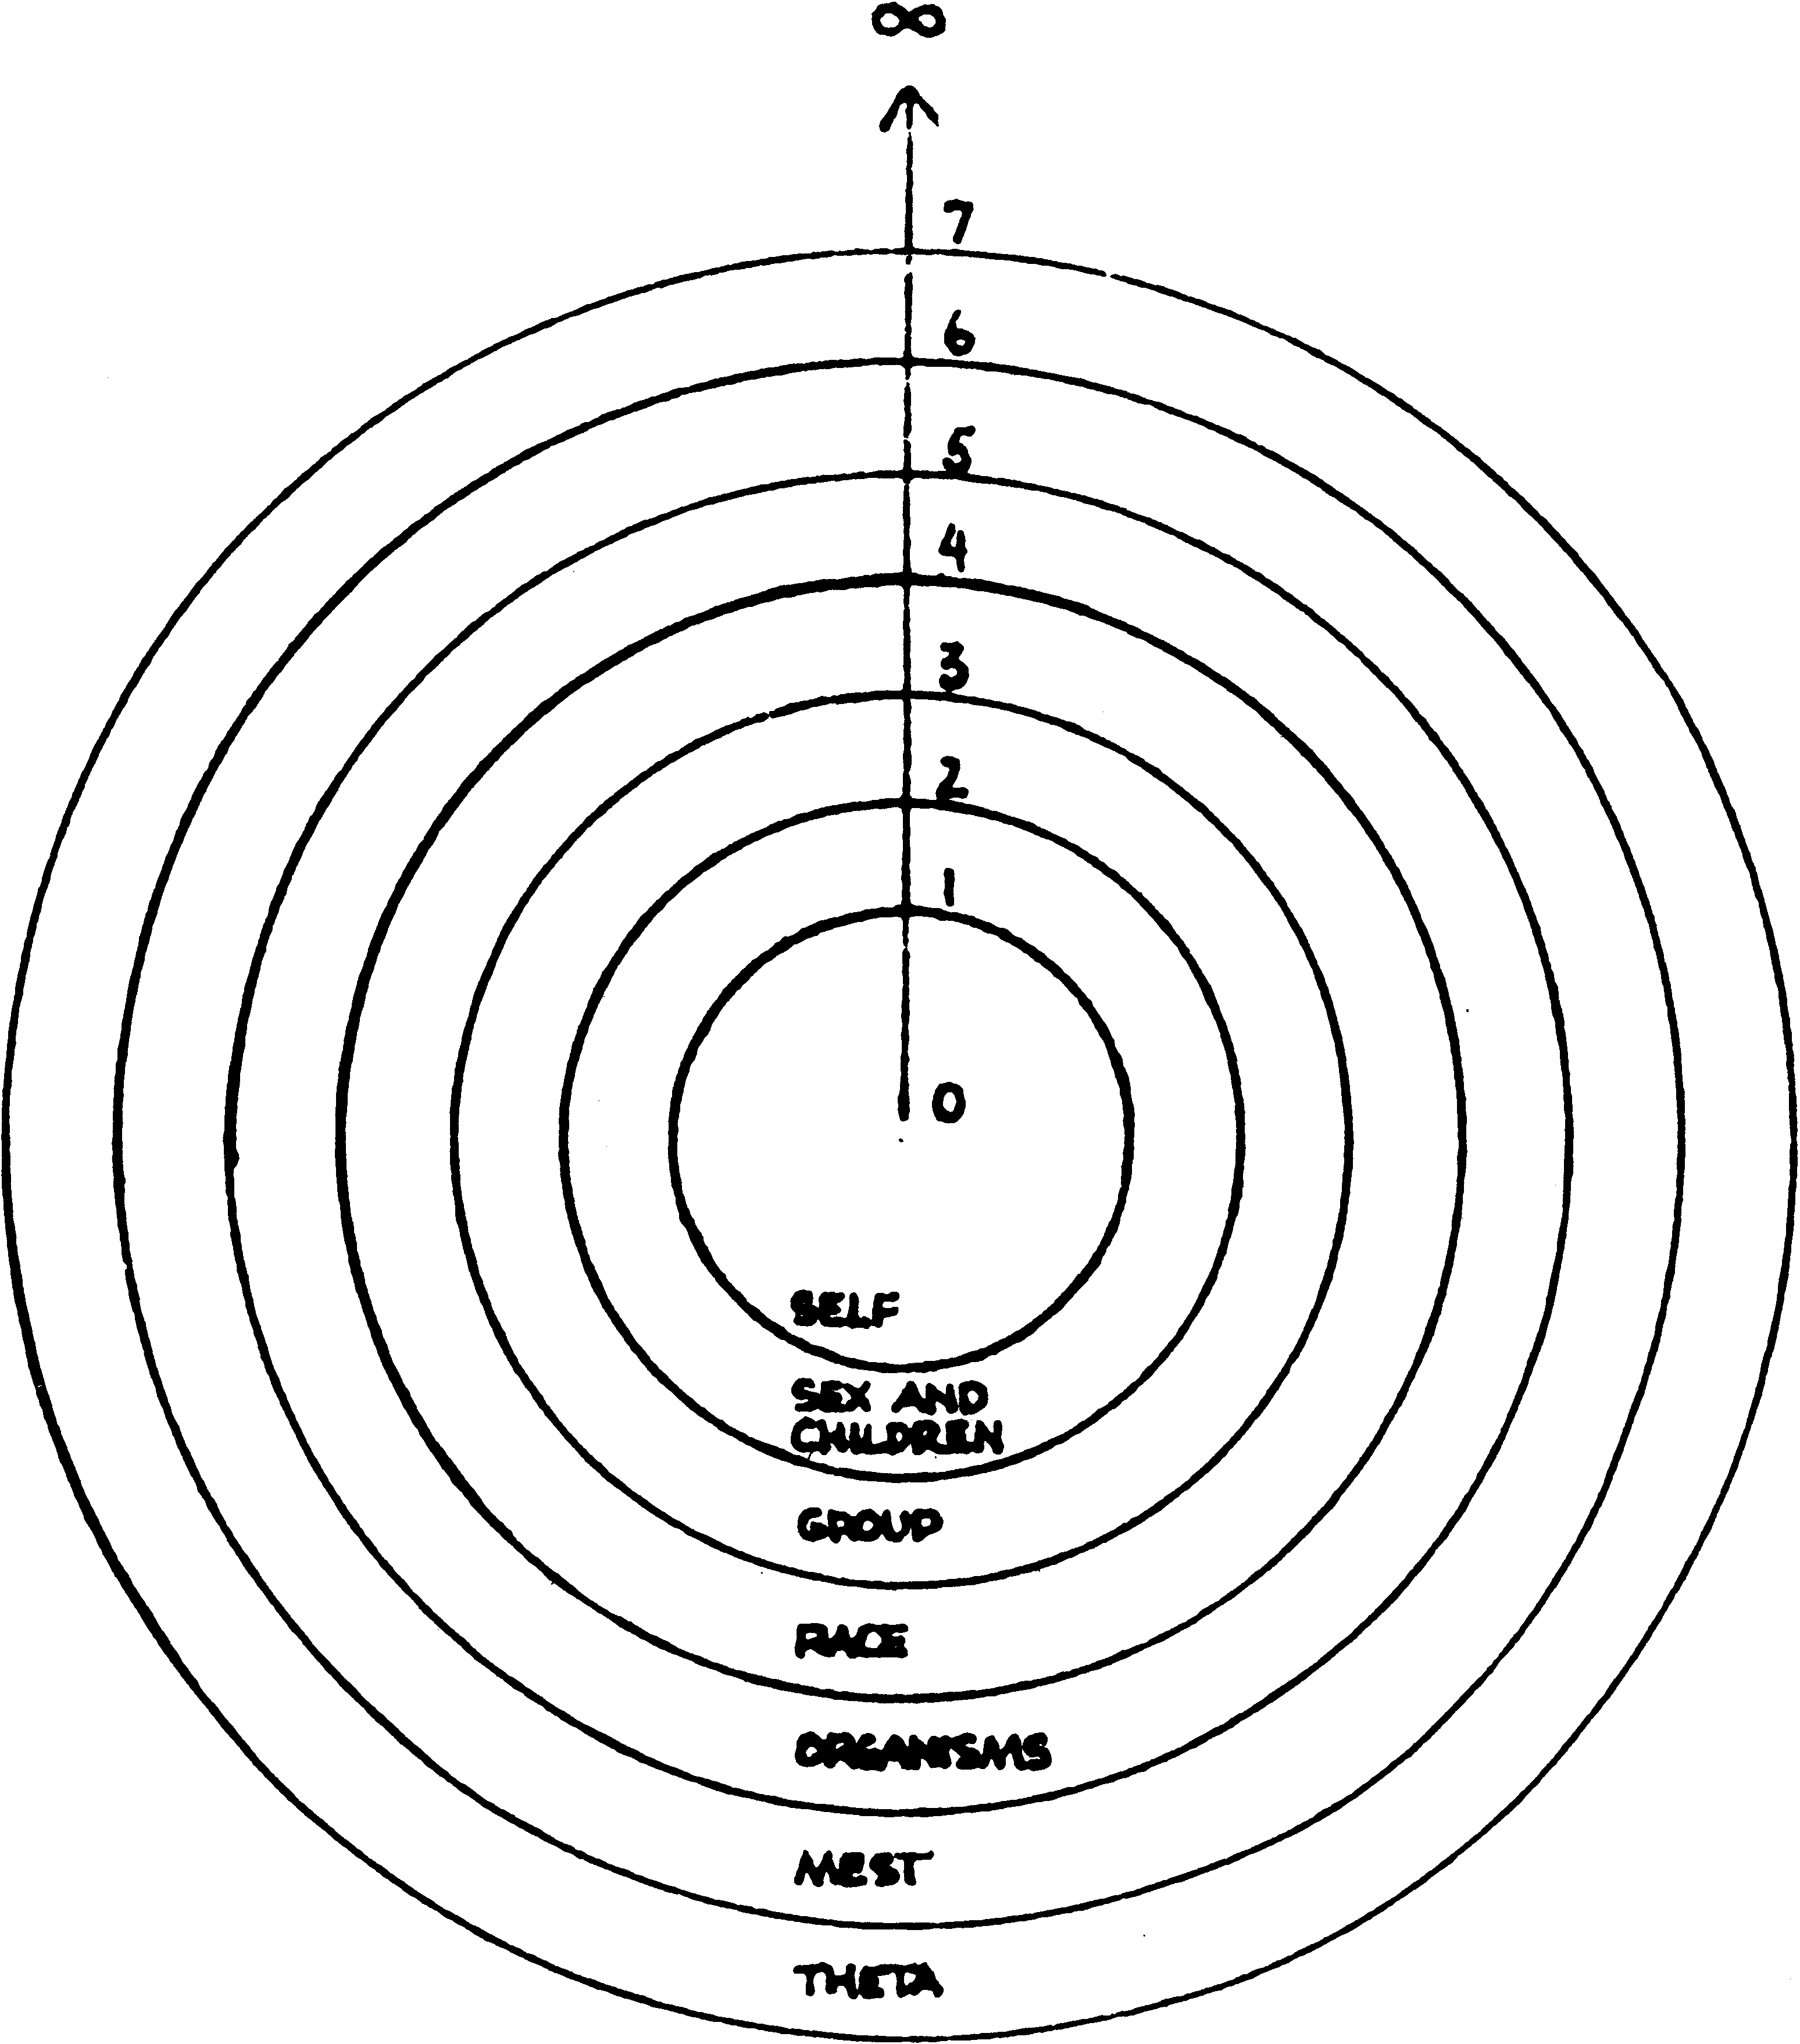 ∞
7
6
5
4
3
2
1
0
SELF
SEX AND
CHILDREN
GROUP
RACE
ORGANISMS
MEST
THETA